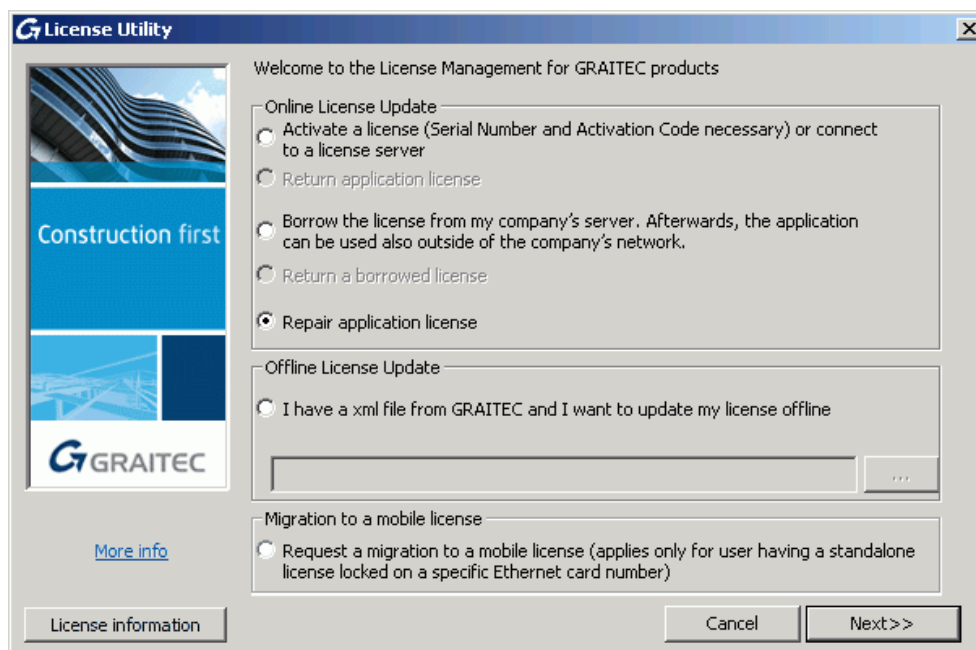 License Utility
Welcome to the License Management for GRAITEC products
Online License Update
Activate a license (Serial Number and Activation Code necessary) or connect
to a license server
Return application license
Borrow the license from my company's server. Afterwards, the application
can be used also outside of the company's network.
Return a borrowed license
Repair application license
Construction first
GRAITEC
Offline License Update
I have a xml file from GRAITEC and I want to update my license offline
...
Migration to a mobile license
Request a migration to a mobile license (applies only for user having a standalone
license locked on a specific Ethernet card number)
More info
License information
Cancel
Next>>